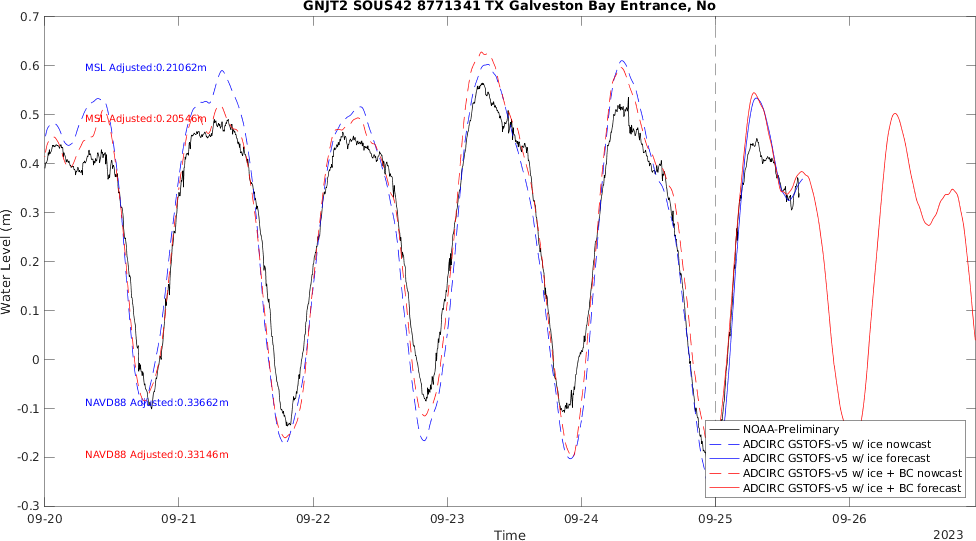 GNJT2 SOUS42 8771341 TX Galveston Bay Entrance, No
0.7
0.6
0.5
0.4
0.3
0.2
0.1
0
-0.1
-0.2
-0.3
Water Level (m)
MSL Adjusted:0.21062m
MSL Adjusted:0.20546m
NAVD88 Adjusted:0.33662m
NAVD88 Adjusted:0.33146m
NOAA-Preliminary
ADCIRC GSTOFS-v5 w/ ice nowcast
ADCIRC GSTOFS-v5 w/ ice forecast
ADCIRC GSTOFS-v5 w/ ice + BC nowcast
ADCIRC GSTOFS-v5 w/ ice + BC forecast
09-20 09-21 09-22 09-23 09-24 09-25 09-26
Time
2023